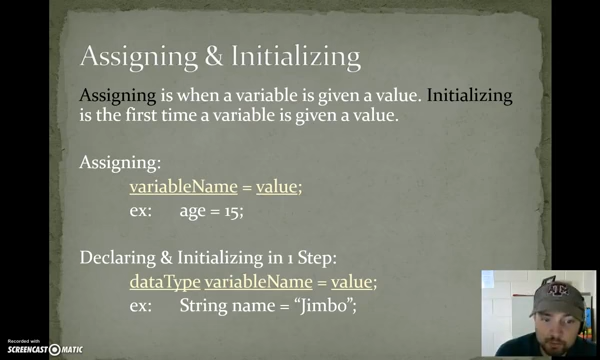 Assigning & Initializing
Assigning is when a variable is given a value. Initializing
is the first time a variable is given a value.
Assigning:
variableName = value;
ex: age = 15;
Declaring & Initializing in 1 Step:
dataType variableName = value;
ex: String name = “Jimbo”;
Recorded with
SCREENCAST-O-MATIC